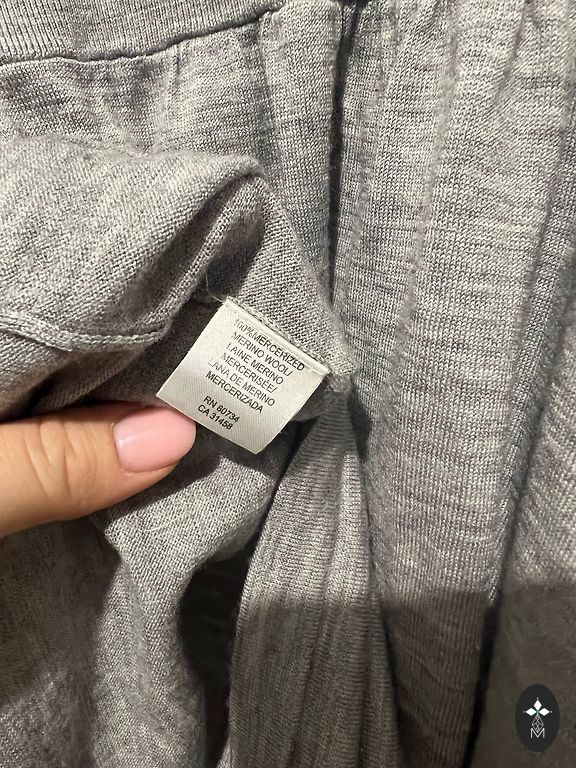 100%MERCERIZED
MERINO WOOL/
LAINE MERINO
MERCERISÉE/
LANA DE MERINO
MERCERIZADA
RN 80734
CA 31458
M